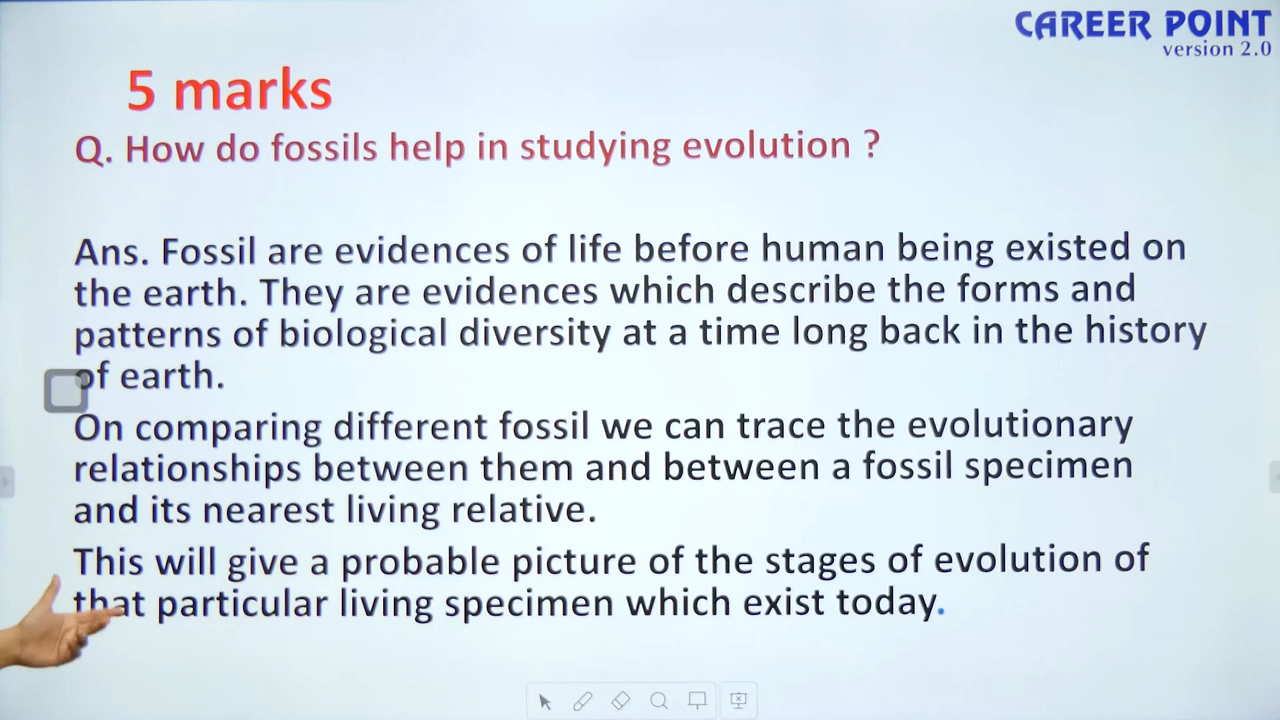 CAREER POINT
version 2.0
5 marks
Q. How do fossils help in studying evolution ?
Ans. Fossil are evidences of life before human being existed on
the earth. They are evidences which describe the forms and
patterns of biological diversity at a time long back in the history
of earth.
On comparing different fossil we can trace the evolutionary
relationships between them and between a fossil specimen
and its nearest living relative.
This will give a probable picture of the stages of evolution of
that particular living specimen which exist today.